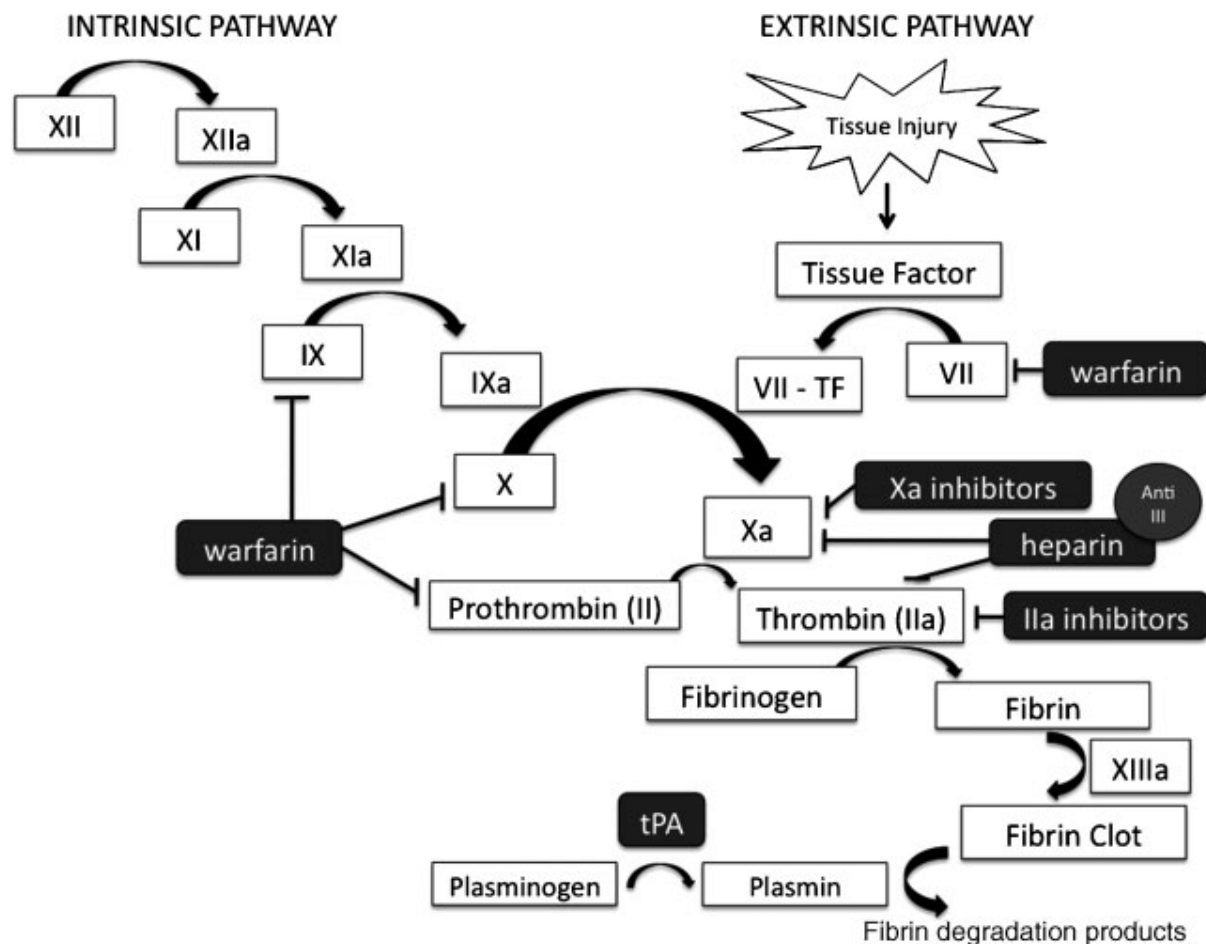 INTRINSIC PATHWAY
EXTRINSIC PATHWAY
XII
XIIa
Tissue Injury
XI
XIa
Tissue Factor
IX
IXa
VII - TF
VII
warfarin
X
Xa inhibitors
Anti
III
warfarin
Xa
heparin
Prothrombin (II)
Thrombin (IIa)
IIa inhibitors
Fibrinogen
Fibrin
XIIIa
tPA
Fibrin Clot
Plasminogen
Plasmin
Fibrin degradation products